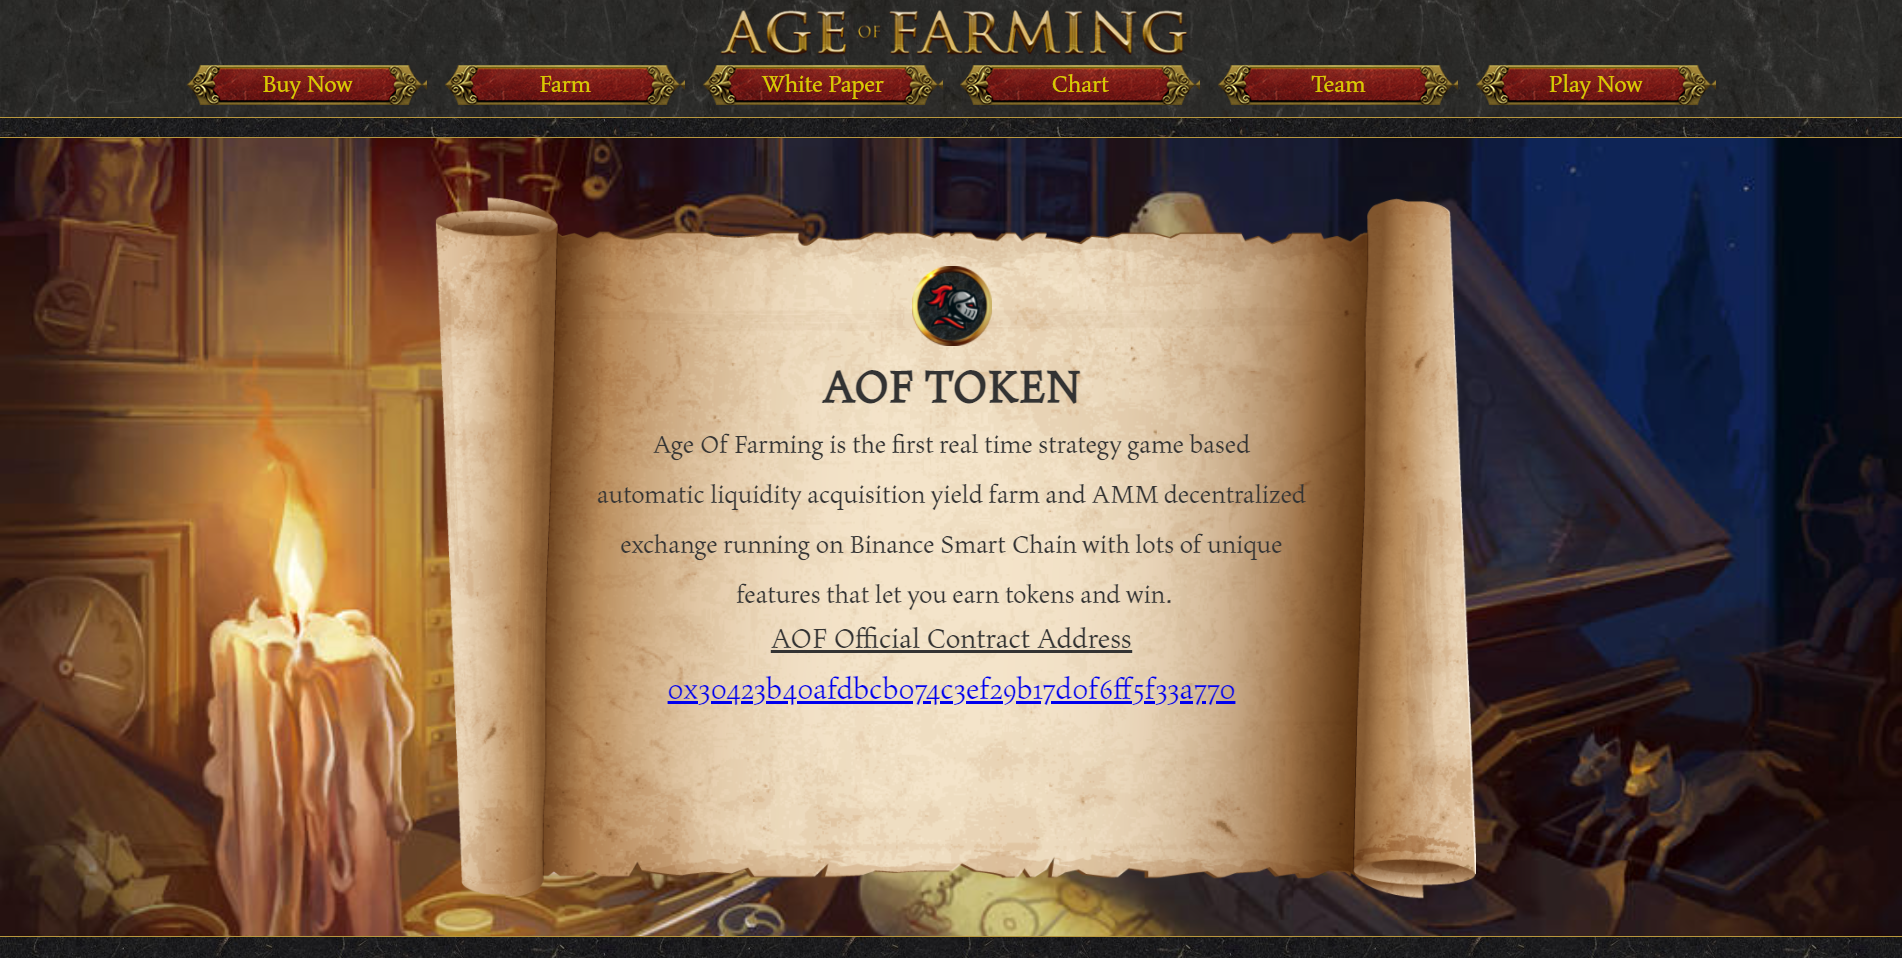 AGE OF FARMING
Buy Now
Farm
White Paper
Chart
Team
Play Now
AOF TOKEN
Age Of Farming is the first real time strategy game based
automatic liquidity acquisition yield farm and AMM decentralized
exchange running on Binance Smart Chain with lots of unique
features that let you earn tokens and win.
AOF Official Contract Address
0x30423b40afdbcb074c3ef29b17d0f6ff5f33a770